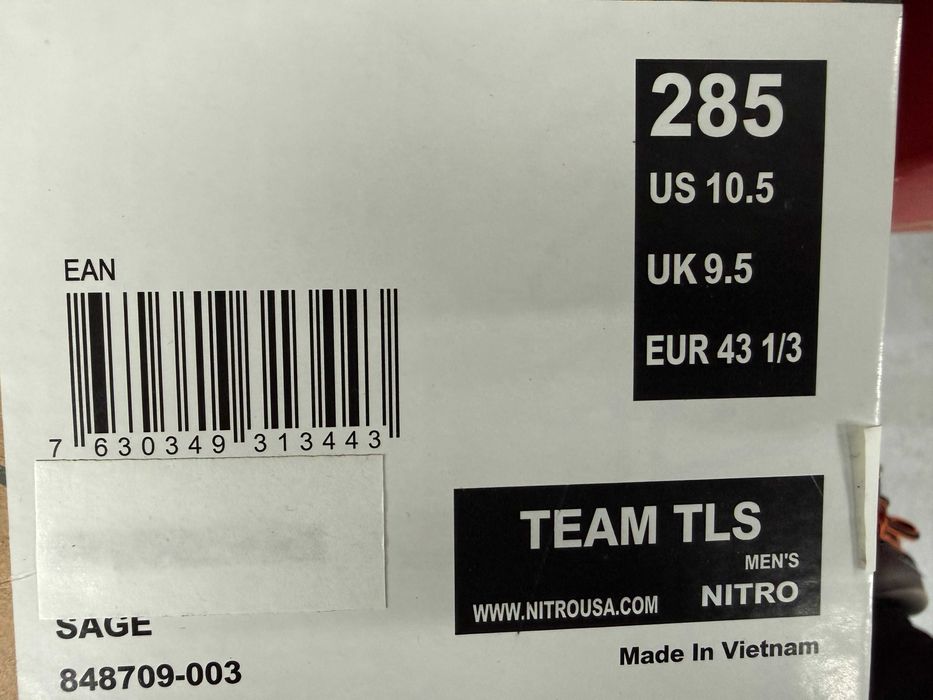 285
US 10.5
UK 9.5
EUR 43 1/3
EAN
7 630349 313443
TEAM TLS
MEN'S
WWW.NITROUSA.COM NITRO
SAGE
848709-003
Made In Vietnam